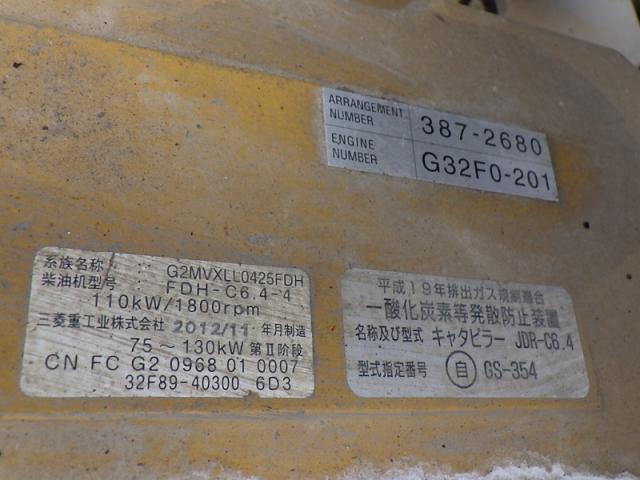 ARRANGEMENT NUMBER 387-2680
ENGINE NUMBER G32F0-201
系族名称 : G2MVXLL0425FDH
柴油机型号 : FDH-C6.4-4
110kW/1800rpm
三菱重工业株式会社 2012/11 年月制造
75～130kW 第Ⅱ阶段
CN FC G2 0968 01 0007
32F89-40300 6D3
平成19年排出ガス規制適合
一酸化炭素等発散防止装置
名称及び型式 キャタピラー JDR-C6.4
型式指定番号 自 GS-354